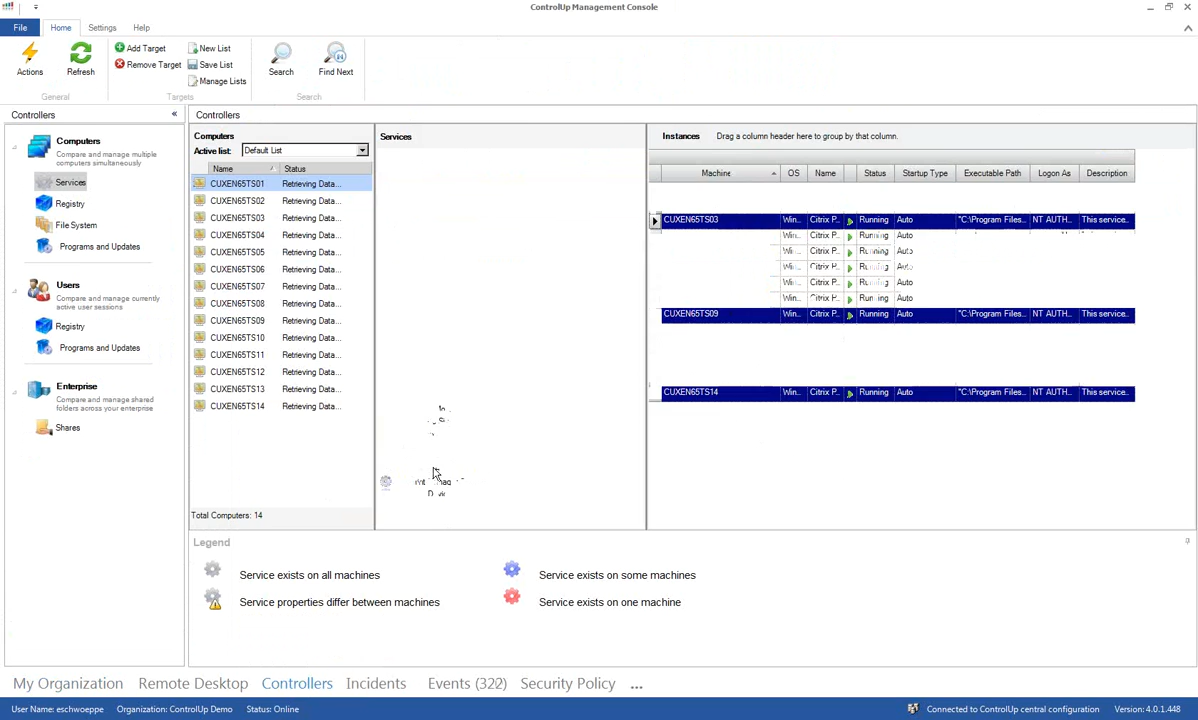 ControlUp Management Console
File Home Settings Help
Actions
Refresh
Add Target
Remove Target
New List
Save List
Manage Lists
Search
Find Next
General
Targets
Search
Controllers «
Computers
Compare and manage multiple
computers simultaneously
Services
Registry
File System
Programs and Updates
Users
Compare and manage currently
active user sessions
Registry
Programs and Updates
Enterprise
Compare and manage shared
folders across your enterprise
Shares
Controllers
Computers
Active list: Default List
Name Status
CUXEN65TS01 Retrieving Data...
CUXEN65TS02 Retrieving Data...
CUXEN65TS03 Retrieving Data...
CUXEN65TS04 Retrieving Data...
CUXEN65TS05 Retrieving Data...
CUXEN65TS06 Retrieving Data...
CUXEN65TS07 Retrieving Data...
CUXEN65TS08 Retrieving Data...
CUXEN65TS09 Retrieving Data...
CUXEN65TS10 Retrieving Data...
CUXEN65TS11 Retrieving Data...
CUXEN65TS12 Retrieving Data...
CUXEN65TS13 Retrieving Data...
CUXEN65TS14 Retrieving Data...
Total Computers: 14
Services
Instances Drag a column header here to group by that column.
Machine OS Name Status Startup Type Executable Path Logon As Description
CUXEN65TS03 Win... Citrix P... Running Auto "C:\Program Files... NT AUTH... This service...
Win... Citrix P... Running Auto
Win... Citrix P... Running Auto
Win... Citrix P... Running Auto
Win... Citrix P... Running Auto
Win... Citrix P... Running Auto
CUXEN65TS09 Win... Citrix P... Running Auto "C:\Program Files... NT AUTH... This service...
CUXEN65TS14 Win... Citrix P... Running Auto "C:\Program Files... NT AUTH... This service...
Legend
Service exists on all machines
Service exists on some machines
Service properties differ between machines
Service exists on one machine
My Organization Remote Desktop Controllers Incidents Events (322) Security Policy ...
User Name: eschwoeppe Organization: ControlUp Demo Status: Online Connected to ControlUp central configuration Version: 4.0.1.448